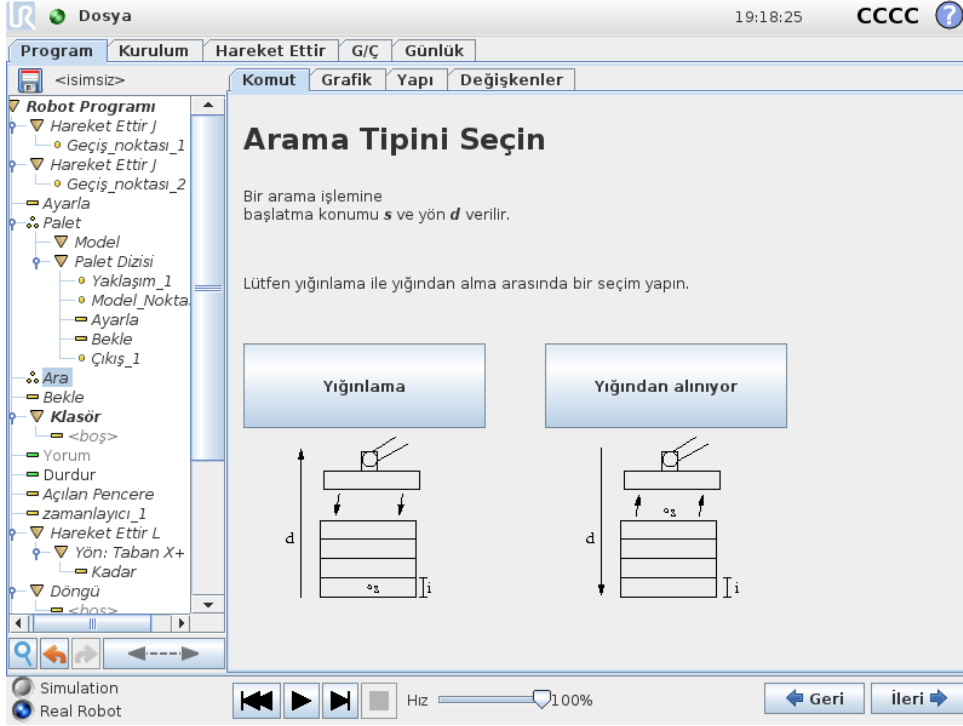 UR Dosya 19:18:25 CCCC ?
Program Kurulum Hareket Ettir G/Ç Günlük
<isimsiz>
Komut Grafik Yapı Değişkenler
Robot Programı
Hareket Ettir J
Geçiş_noktası_1
Hareket Ettir J
Geçiş_noktası_2
Ayarla
Palet
Model
Palet Dizisi
Yaklaşım_1
Model_Nokta
Ayarla
Bekle
Çıkış_1
Ara
Bekle
Klasör
<boş>
Yorum
Durdur
Açılan Pencere
zamanlayıcı_1
Hareket Ettir L
Yön: Taban X+
Kadar
Döngü
<boş>
Arama Tipini Seçin
Bir arama işlemine
başlatma konumu s ve yön d verilir.
Lütfen yığınlama ile yığından alma arasında bir seçim yapın.
Yığınlama
Yığından alınıyor
d
s
i
d
s
i
Simulation
Real Robot
Hız 100%
Geri
İleri